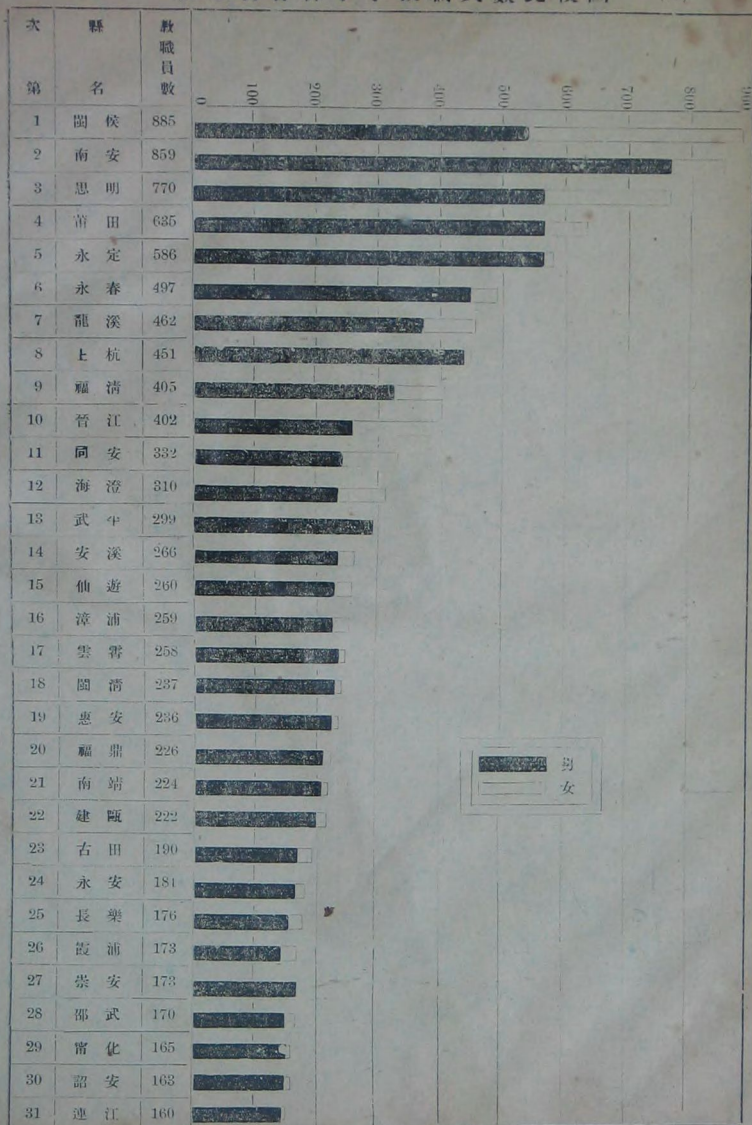 次第 縣名 教職員數
0 100 200 300 400 500 600 700 800 900
1 閩侯 885
2 南安 859
3 思明 770
4 莆田 635
5 永定 586
6 永春 497
7 龍溪 462
8 上杭 451
9 福清 405
10 晉江 402
11 同安 332
12 海澄 310
13 武平 299
14 安溪 266
15 仙遊 260
16 漳浦 259
17 雲霄 258
18 閩清 237
19 惠安 236
20 福鼎 226
21 南靖 224
22 建甌 222
23 古田 190
24 永安 181
25 長樂 176
26 霞浦 173
27 崇安 173
28 邵武 170
29 甯化 165
30 詔安 163
31 連江 160
男
女